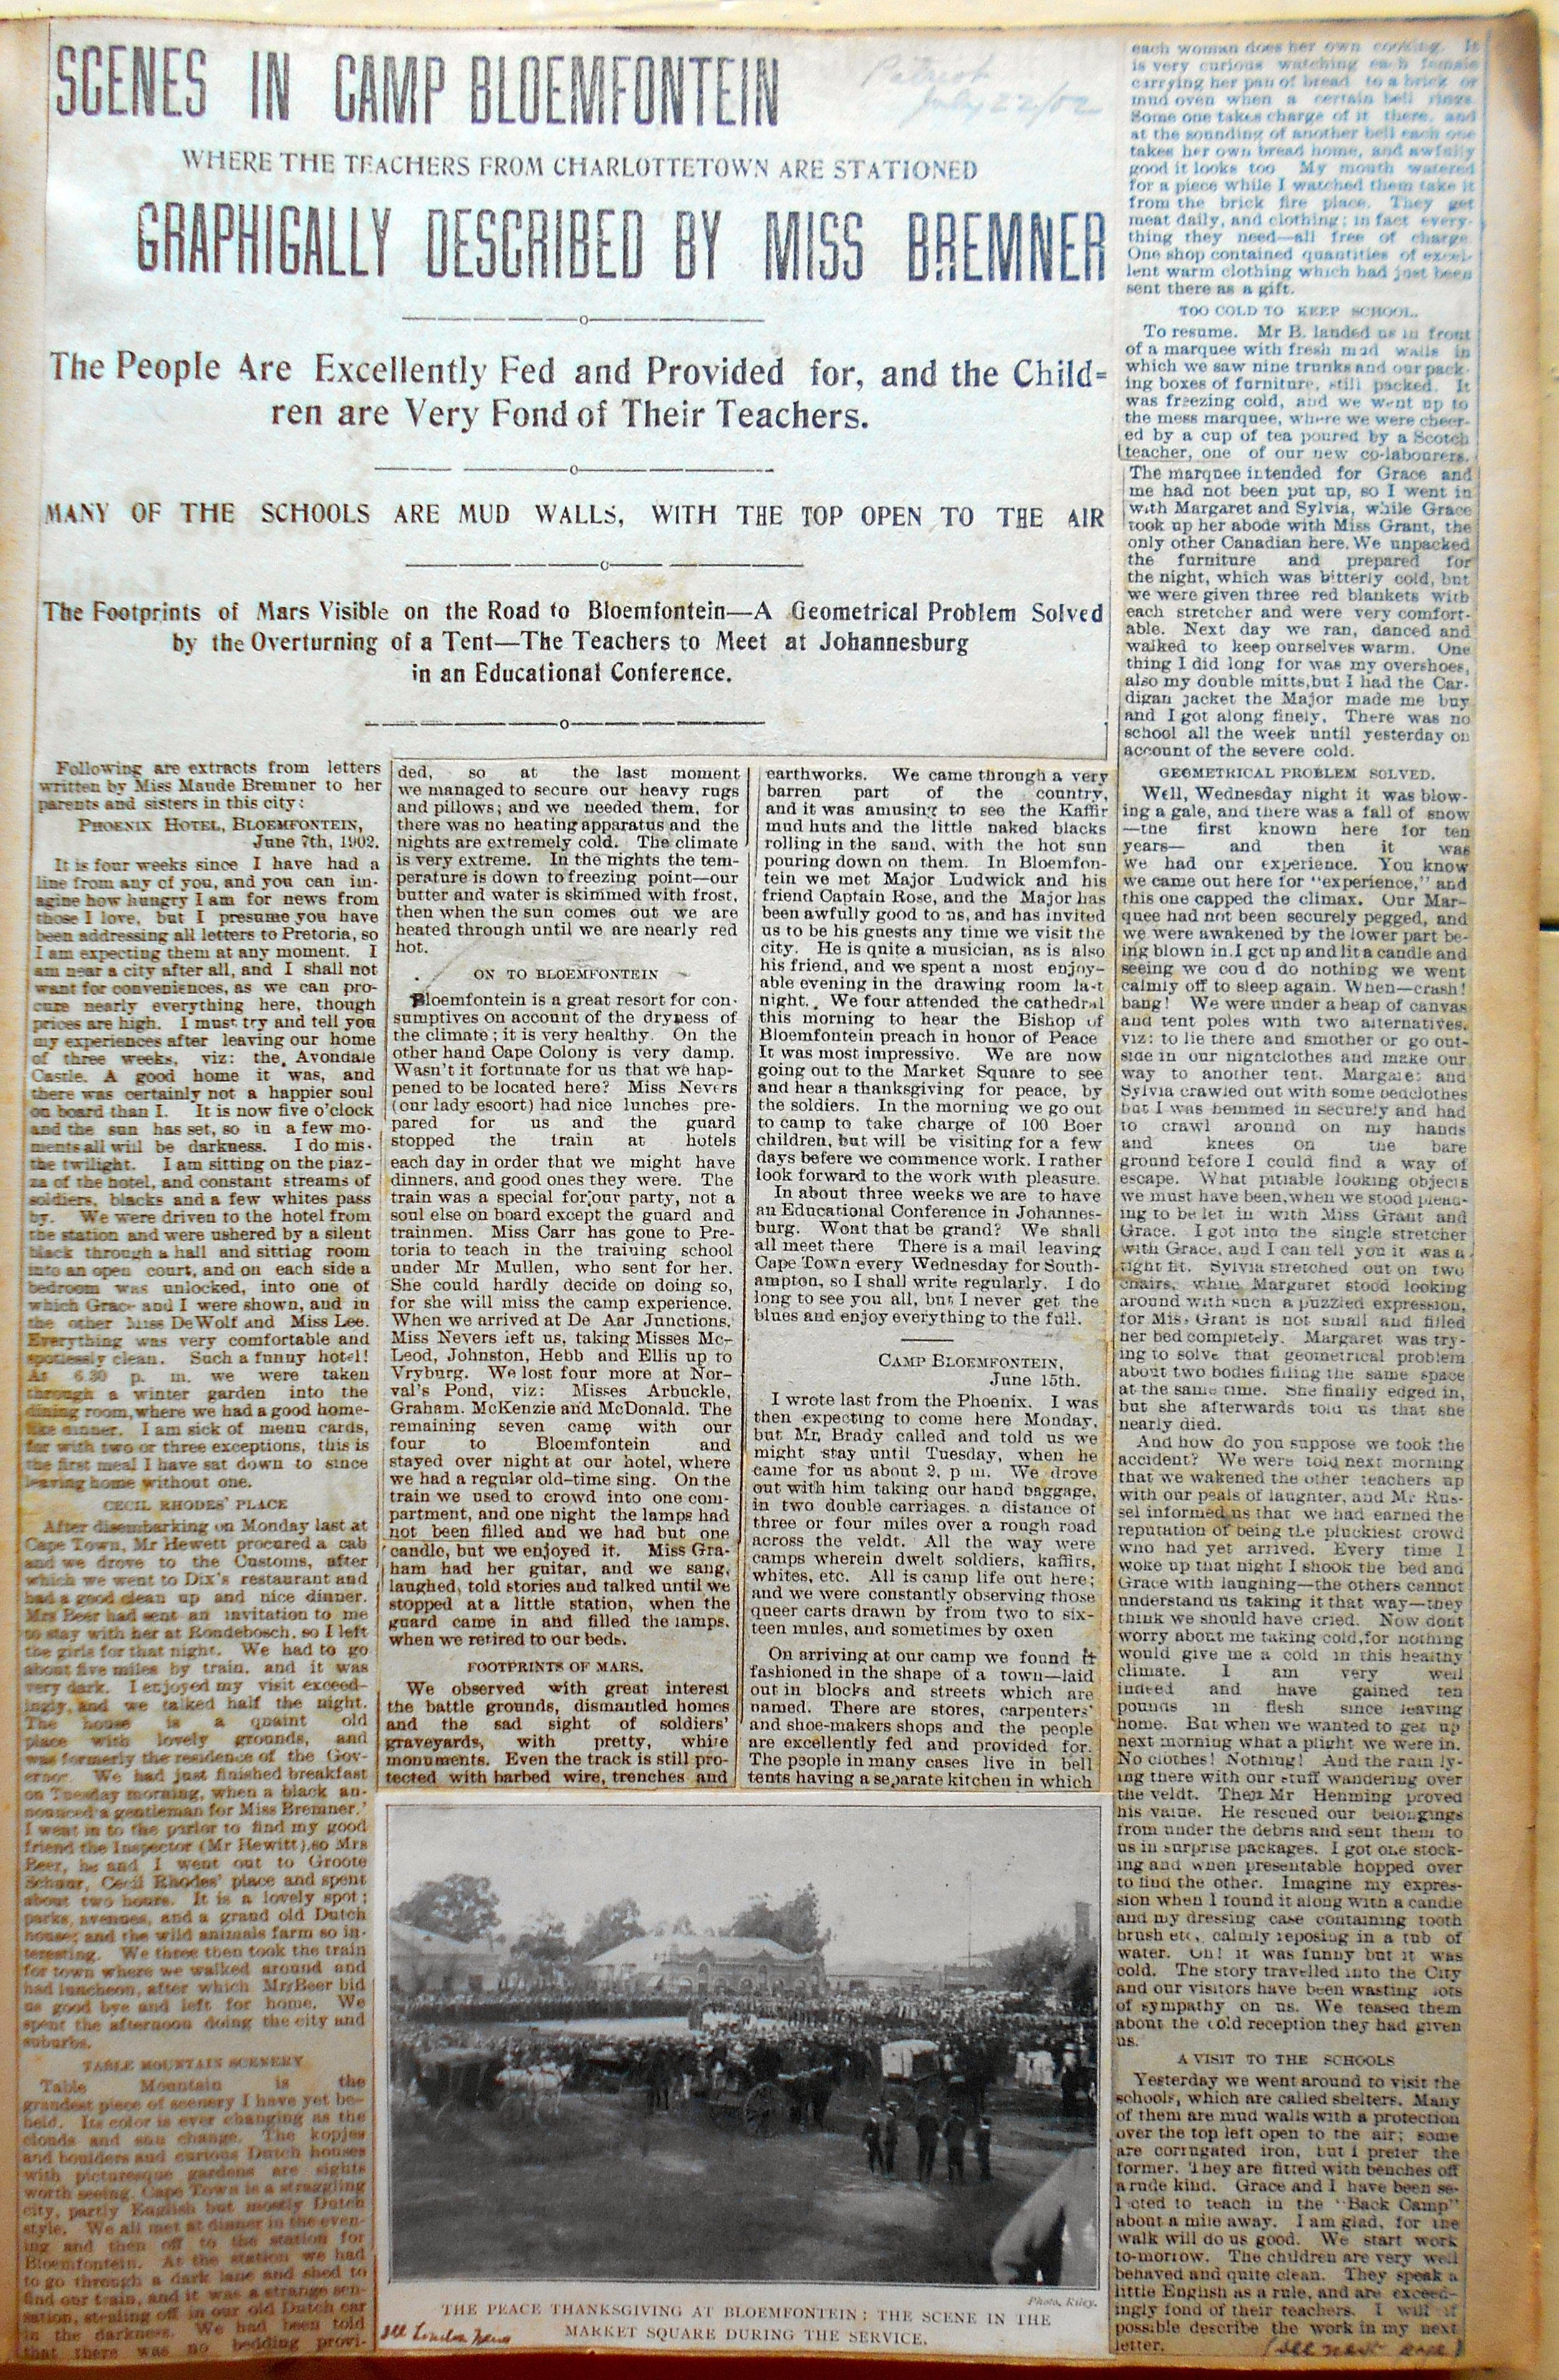 SCENES IN CAMP BLOEMFONTEIN
Patriot
July 22/02
WHERE THE TEACHERS FROM CHARLOTTETOWN ARE STATIONED
GRAPHICALLY DESCRIBED BY MISS BREMNER
The People Are Excellently Fed and Provided for, and the Child=
ren are Very Fond of Their Teachers.
MANY OF THE SCHOOLS ARE MUD WALLS, WITH THE TOP OPEN TO THE AIR
The Footprints of Mars Visible on the Road to Bloemfontein—A Geometrical Problem Solved
by the Overturning of a Tent—The Teachers to Meet at Johannesburg
in an Educational Conference.
Following are extracts from letters
written by Miss Maude Bremner to her
parents and sisters in this city:
PHOENIX HOTEL, BLOEMFONTEIN,
June 7th, 1902.
It is four weeks since I have had a
line from any of you, and you can im-
agine how hungry I am for news from
those I love, but I presume you have
been addressing all letters to Pretoria, so
I am expecting them at any moment. I
am near a city after all, and I shall not
want for conveniences, as we can pro-
cure nearly everything here, though
prices are high. I must try and tell you
my experiences after leaving our home
of three weeks, viz: the Avondale
Castle. A good home it was, and
there was certainly not a happier soul
on board than I. It is now five o'clock
and the sun has set, so in a few mo-
ments all will be darkness. I do mis-
the twilight. I am sitting on the piaz-
za of the hotel, and constant streams of
soldiers, blacks and a few whites pass
by. We were driven to the hotel from
the station and were ushered by a silent
black through a hall and sitting room
into an open court, and on each side a
bedroom was unlocked, into one of
which Grace and I were shown, and in
the other Miss DeWolf and Miss Lee.
Everything was very comfortable and
spotlessly clean. Such a funny hotel!
At 6.30 p. m. we were taken
through a winter garden into the
dining room, where we had a good home-
like dinner. I am sick of menu cards,
for with two or three exceptions, this is
the first meal I have sat down to since
leaving home without one.
CECIL RHODES' PLACE
After disembarking on Monday last at
Cape Town, Mr Hewett procured a cab
and we drove to the Customs, after
which we went to Dix's restaurant and
had a good clean up and nice dinner.
Mrs Beer had sent an invitation to me
to stay with her at Rondebosch, so I left
the girls for that night. We had to go
about five miles by train, and it was
very dark. I enjoyed my visit exceed-
ingly, and we talked half the night.
The house is a quaint old
place with lovely grounds, and
was formerly the residence of the Gov-
ernor. We had just finished breakfast
on Tuesday morning, when a black an-
nounced 'a gentleman for Miss Bremner.'
I went in to the parlor to find my good
friend the Inspector (Mr Hewitt), so Mrs
Beer, he and I went out to Groote
Schuur, Cecil Rhodes' place and spent
about two hours. It is a lovely spot;
parks, avenues, and a grand old Dutch
house; and the wild animals farm so in-
teresting. We three then took the train
for town where we walked around and
had luncheon, after which Mrs Beer bid
us good bye and left for home. We
spent the afternoon doing the city and
suburbs.
TABLE MOUNTAIN SCENERY
Table Mountain is the
grandest piece of scenery I have yet be-
held. Its color is ever changing as the
clouds and sun change. The kopjes
and boulders and curious Dutch houses
with picturesque gardens are sights
worth seeing. Cape Town is a straggling
city, partly English but mostly Dutch
style. We all met at dinner in the even-
ing and then off to the station for
Bloemfontein. At the station we had
to go through a dark lane and shed to
find our train, and it was a strange sen-
sation, stealing off in our old Dutch car
in the darkness. We had been told
that there was no bedding provi-
ded, so at the last moment
we managed to secure our heavy rugs
and pillows; and we needed them, for
there was no heating apparatus and the
nights are extremely cold. The climate
is very extreme. In the nights the tem-
perature is down to freezing point—our
butter and water is skimmed with frost,
then when the sun comes out we are
heated through until we are nearly red
hot.
ON TO BLOEMFONTEIN
Bloemfontein is a great resort for con-
sumptives on account of the dryness of
the climate; it is very healthy. On the
other hand Cape Colony is very damp.
Wasn't it fortunate for us that we hap-
pened to be located here? Miss Nevers
(our lady escort) had nice lunches pre-
pared for us and the guard
stopped the train at hotels
each day in order that we might have
dinners, and good ones they were. The
train was a special for our party, not a
soul else on board except the guard and
trainmen. Miss Carr has gone to Pre-
toria to teach in the training school
under Mr Mullen, who sent for her.
She could hardly decide on doing so,
for she will miss the camp experience.
When we arrived at De Aar Junctions,
Miss Nevers left us, taking Misses Mc-
Leod, Johnston, Hebb and Ellis up to
Vryburg. We lost four more at Nor-
val's Pond, viz: Misses Arbuckle,
Graham. McKenzie and McDonald. The
remaining seven came with our
four to Bloemfontein and
stayed over night at our hotel, where
we had a regular old-time sing. On the
train we used to crowd into one com-
partment, and one night the lamps had
not been filled and we had but one
candle, but we enjoyed it. Miss Gra-
ham had her guitar, and we sang,
laughed, told stories and talked until we
stopped at a little station, when the
guard came in and filled the lamps,
when we retired to our beds.
FOOTPRINTS OF MARS.
We observed with great interest
the battle grounds, dismantled homes
and the sad sight of soldiers'
graveyards, with pretty, white
monuments. Even the track is still pro-
tected with barbed wire, trenches and
earthworks. We came through a very
barren part of the country,
and it was amusing to see the Kaffir
mud huts and the little naked blacks
rolling in the sand, with the hot sun
pouring down on them. In Bloemfon-
tein we met Major Ludwick and his
friend Captain Rose, and the Major has
been awfully good to us, and has invited
us to be his guests any time we visit the
city. He is quite a musician, as is also
his friend, and we spent a most enjoy-
able evening in the drawing room last
night. We four attended the cathedral
this morning to hear the Bishop of
Bloemfontein preach in honor of Peace
It was most impressive. We are now
going out to the Market Square to see
and hear a thanksgiving for peace, by
the soldiers. In the morning we go out
to camp to take charge of 100 Boer
children, but will be visiting for a few
days before we commence work. I rather
look forward to the work with pleasure.
In about three weeks we are to have
an Educational Conference in Johannes-
burg. Wont that be grand? We shall
all meet there There is a mail leaving
Cape Town every Wednesday for South-
ampton, so I shall write regularly. I do
long to see you all, but I never get the
blues and enjoy everything to the full.
CAMP BLOEMFONTEIN,
June 15th.
I wrote last from the Phoenix. I was
then expecting to come here Monday,
but Mr. Brady called and told us we
might stay until Tuesday, when he
came for us about 2, p m. We drove
out with him taking our hand baggage,
in two double carriages, a distance of
three or four miles over a rough road
across the veldt. All the way were
camps wherein dwelt soldiers, kaffirs,
whites, etc. All is camp life out here;
and we were constantly observing those
queer carts drawn by from two to six-
teen mules, and sometimes by oxen
On arriving at our camp we found it
fashioned in the shape of a town—laid
out in blocks and streets which are
named. There are stores, carpenters'
and shoe-makers shops and the people
are excellently fed and provided for.
The people in many cases live in bell
tents having a separate kitchen in which
each woman does her own cooking. It
is very curious watching each female
carrying her pan of bread to a brick or
mud oven when a certain bell rings.
Some one takes charge of it there, and
at the sounding of another bell each one
takes her own bread home, and awfully
good it looks too My mouth watered
for a piece while I watched them take it
from the brick fire place. They get
meat daily, and clothing; in fact every-
thing they need—all free of charge.
One shop contained quantities of excel-
lent warm clothing which had just been
sent there as a gift.
TOO COLD TO KEEP SCHOOL.
To resume. Mr B. landed us in front
of a marquee with fresh mud walls in
which we saw nine trunks and our pack-
ing boxes of furniture, still packed. It
was freezing cold, and we went up to
the mess marquee, where we were cheer-
ed by a cup of tea poured by a Scotch
teacher, one of our new co-labourers.
The marquee intended for Grace and
me had not been put up, so I went in
with Margaret and Sylvia, while Grace
took up her abode with Miss Grant, the
only other Canadian here. We unpacked
the furniture and prepared for
the night, which was bitterly cold, but
we were given three red blankets with
each stretcher and were very comfort-
able. Next day we ran, danced and
walked to keep ourselves warm. One
thing I did long for was my overshoes,
also my double mitts, but I had the Car-
digan jacket the Major made me buy
and I got along finely. There was no
school all the week until yesterday on
account of the severe cold.
GEOMETRICAL PROBLEM SOLVED.
Well, Wednesday night it was blow-
ing a gale, and there was a fall of snow
—the first known here for ten
years— and then it was
we had our experience. You know
we came out here for "experience," and
this one capped the climax. Our Mar-
quee had not been securely pegged, and
we were awakened by the lower part be-
ing blown in. I got up and lit a candle and
seeing we could do nothing we went
calmly off to sleep again. When—crash!
bang! We were under a heap of canvas
and tent poles with two alternatives,
viz: to lie there and smother or go out-
side in our nightclothes and make our
way to another tent. Margaret and
Sylvia crawled out with some bedclothes
but I was hemmed in securely and had
to crawl around on my hands
and knees on the bare
ground before I could find a way of
escape. What pitiable looking objects
we must have been, when we stood plead-
ing to be let in with Miss Grant and
Grace. I got into the single stretcher
with Grace, and I can tell you it was a
tight fit. Sylvia stretched out on two
chairs, while Margaret stood looking
around with such a puzzled expression,
for Miss Grant is not small and filled
her bed completely. Margaret was try-
ing to solve that geometrical problem
about two bodies filling the same space
at the same time. She finally edged in,
but she afterwards told us that she
nearly died.
And how do you suppose we took the
accident? We were told next morning
that we wakened the other teachers up
with our peals of laughter, and Mr Rus-
sel informed us that we had earned the
reputation of being the pluckiest crowd
who had yet arrived. Every time I
woke up that night I shook the bed and
Grace with laughing—the others cannot
understand us taking it that way—they
think we should have cried. Now dont
worry about me taking cold, for nothing
would give me a cold in this healthy
climate. I am very well
indeed and have gained ten
pounds in flesh since leaving
home. But when we wanted to get up
next morning what a plight we were in.
No clothes! Nothing! And the rain ly-
ing there with our stuff wandering over
the veldt. Then Mr Henming proved
his value. He rescued our belongings
from under the debris and sent them to
us in surprise packages. I got one stock-
ing and when presentable hopped over
to find the other. Imagine my expres-
sion when I found it along with a candle
and my dressing case containing tooth
brush etc, calmly reposing in a tub of
water. Oh! it was funny but it was
cold. The story travelled into the City
and our visitors have been wasting lots
of sympathy on us. We teased them
about the cold reception they had given
us.
A VISIT TO THE SCHOOLS
Yesterday we went around to visit the
schools, which are called shelters. Many
of them are mud walls with a protection
over the top left open to the air; some
are corrugated iron, but I prefer the
former. They are fitted with benches of
a rude kind. Grace and I have been se-
lected to teach in the "Back Camp"
about a mile away. I am glad, for the
walk will do us good. We start work
to-morrow. The children are very well
behaved and quite clean. They speak a
little English as a rule, and are exceed-
ingly fond of their teachers. I will if
possible describe the work in my next
letter.
(see next page)
Photo, Kiley.
THE PEACE THANKSGIVING AT BLOEMFONTEIN: THE SCENE IN THE
MARKET SQUARE DURING THE SERVICE.
Ill London News